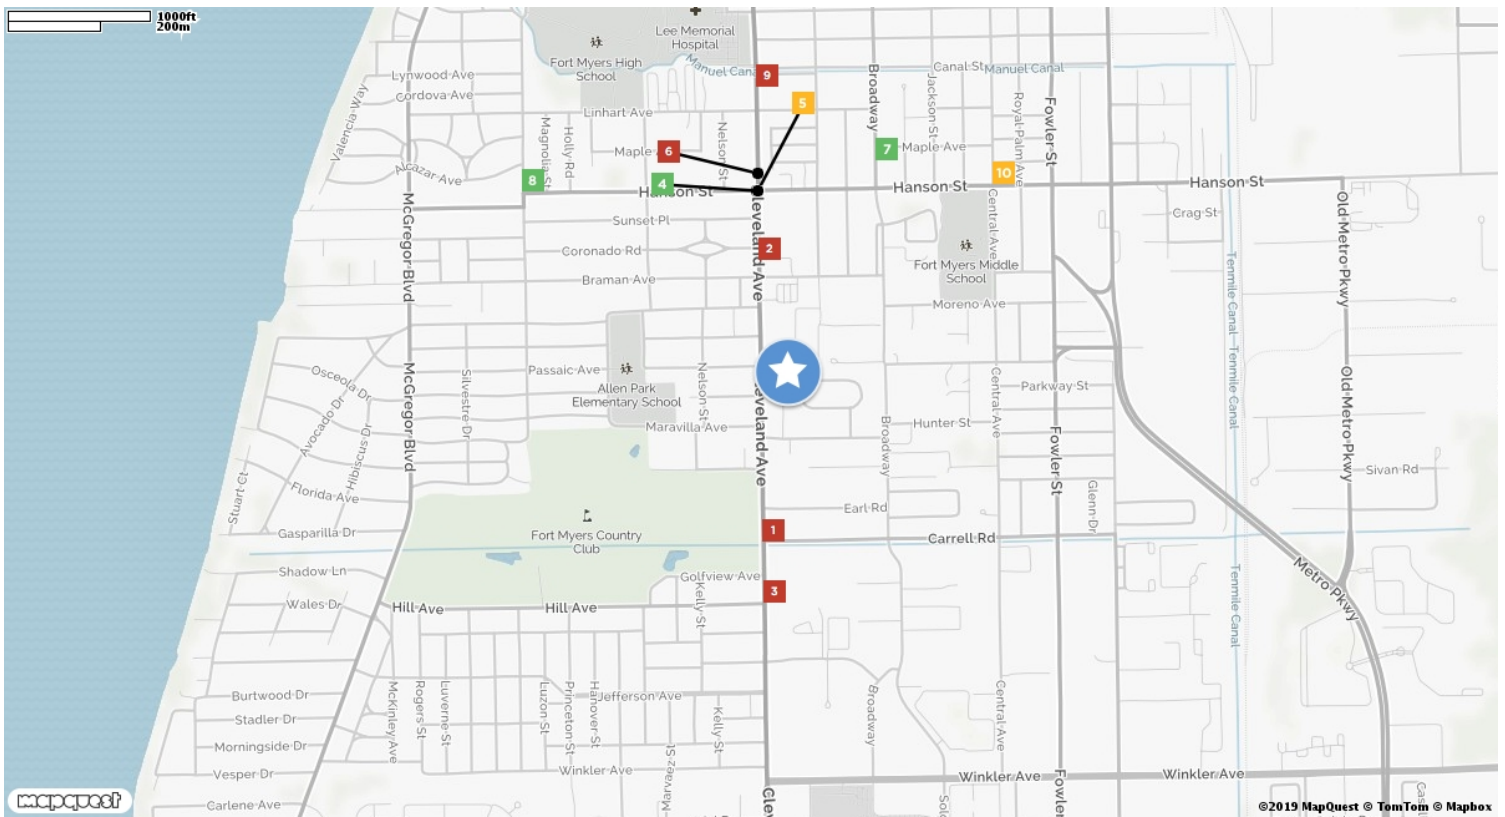 1000ft
200m
Lee Memorial
Hospital
Fort Myers High
School
Manuel Cana
9
Canal·St
Manuel Canal
Lynwood Ave
Cordova Ave
Valencia Way
5
Broadway
Jackson·St
Royal·Palm Ave
Fowler·St
Linhart Ave
Magnolia·St
Holly Rd
Nelson·St
Maple
6
7
Maple Ave
Alcazar Ave
8
4
10
Hanson St
Hanson St
Hanson St
McGregor·Blvd
Sunset·Pl
Crag St
Old·Metro·Pkwy
Central·Ave
Coronado Rd
2
Cleveland·Ave
Fort Myers Middle
School
Braman Ave
Moreno Ave
Tenmile Canal
Tenmile Canal
Osceola Dr
Passaic Ave
Allen Park
Elementary School
Nelson·St
eveland·Ave
Parkway St
Central·Ave
McGregor Blvd
Silvestre·Dr
Avocado Dr
Hibiscus Dr
Maravilla Ave
Hunter·St
Broadway
Fowler·St
Old·Metro·Pkwy
Sivan Rd
Stuart Ct
Florida Ave
Earl·Rd
Glenn·Dr
Gasparilla Dr
Fort Myers Country
Club
1
Carrell Rd
Shadow Ln
Golfview Ave
3
Kelly·St
Metro Pkwy
Tenmile Canal
Wales Dr
Hill Ave
Hill Ave
Burtwood Dr
Stadler Dr
Morningside·Dr
Vesper Dr
Carlene Ave
McKinley·Ave
Rogers·St
Luverne·St
Luzon·St
Princeton·St
Hanover·St
Jefferson·Ave
Kelly·St
Broadway
Central·Ave
Winkler Ave
Winkler Ave
Winkler Ave
Clev
Solo
Fowler
mapquest
©2019 MapQuest © TomTom © Mapbox